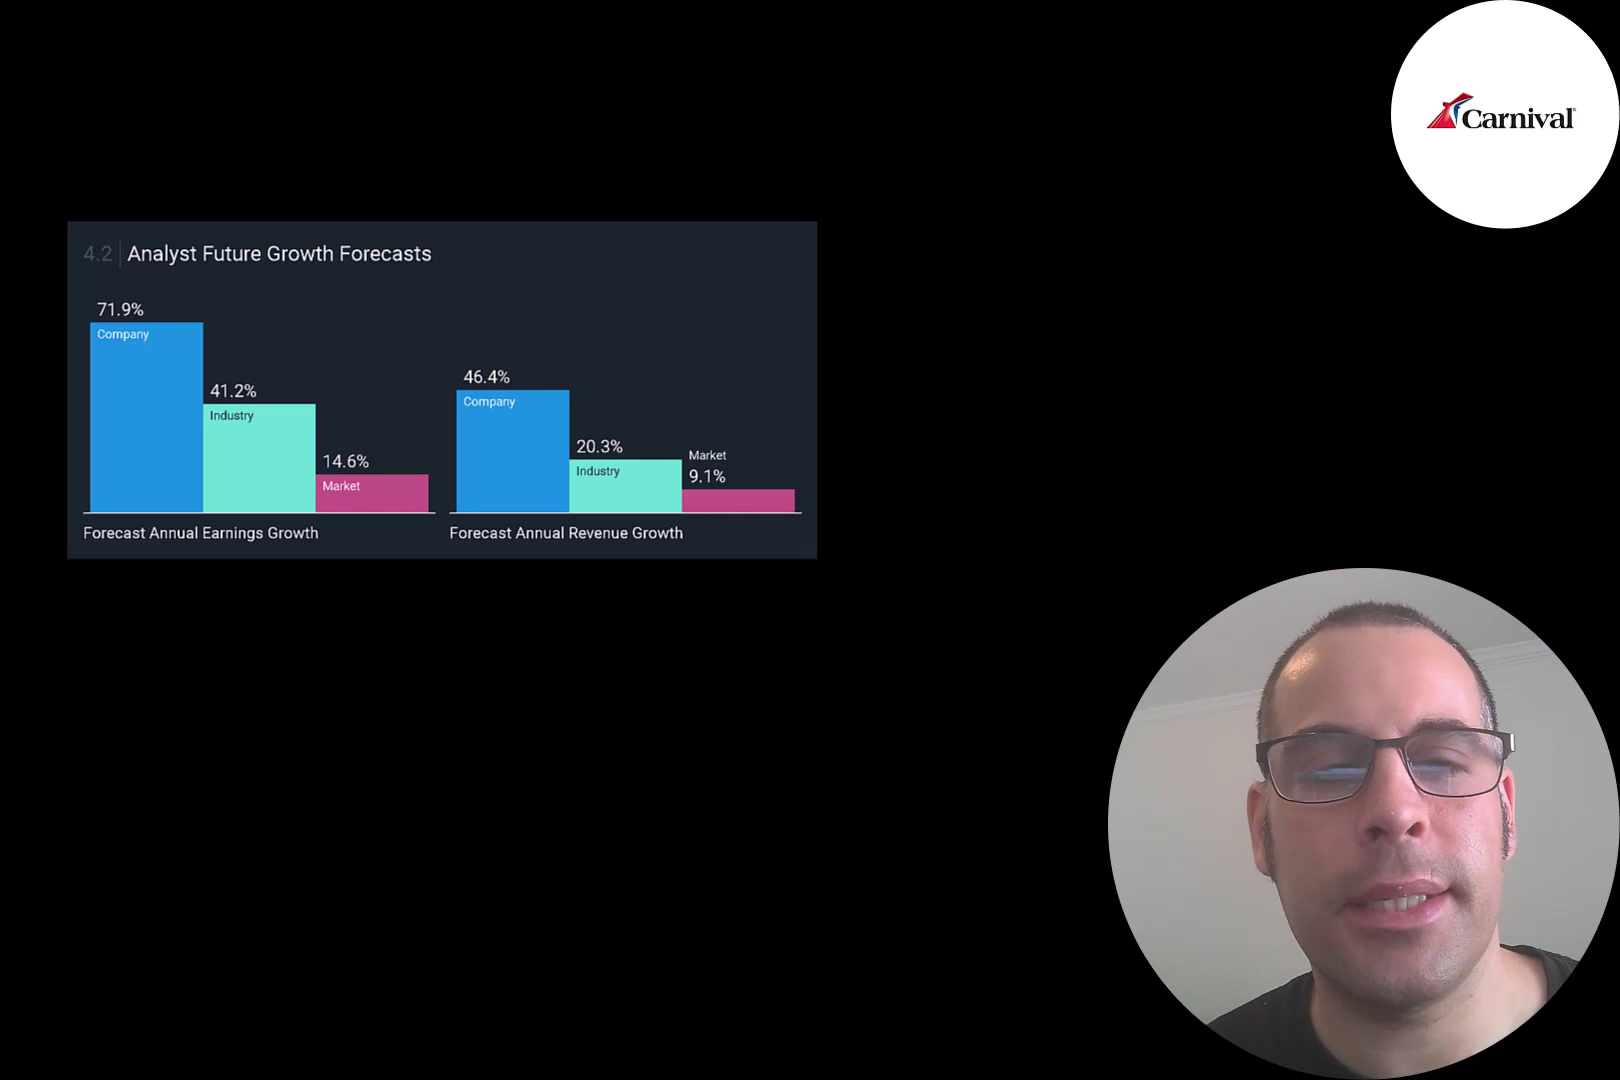 Carnival
4.2 Analyst Future Growth Forecasts
71.9%
Company
41.2%
Industry
14.6%
Market
Forecast Annual Earnings Growth
46.4%
Company
20.3%
Industry
Market
9.1%
Forecast Annual Revenue Growth